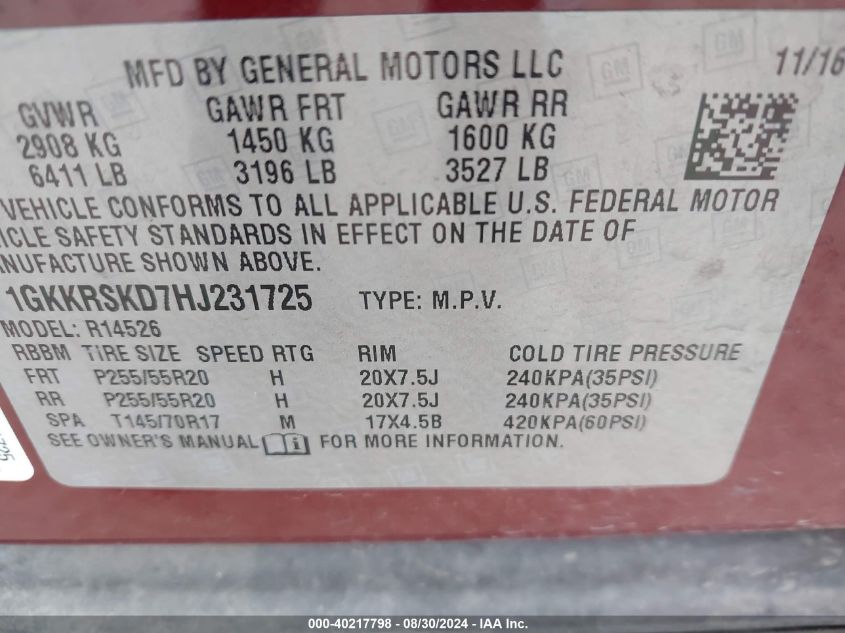 MFD BY GENERAL MOTORS LLC 11/16
GVWR GAWR FRT GAWR RR
2908 KG 1450 KG 1600 KG
6411 LB 3196 LB 3527 LB
VEHICLE CONFORMS TO ALL APPLICABLE U.S. FEDERAL MOTOR
ICLE SAFETY STANDARDS IN EFFECT ON THE DATE OF
NUFACTURE SHOWN ABOVE.
1GKKRSKD7HJ231725 TYPE: M.P.V.
MODEL: R14526
RBBM TIRE SIZE SPEED RTG RIM COLD TIRE PRESSURE
FRT P255/55R20 H 20X7.5J 240KPA(35PSI)
RR P255/55R20 H 20X7.5J 240KPA(35PSI)
SPA T145/70R17 M 17X4.5B 420KPA(60PSI)
SEE OWNER'S MANUAL FOR MORE INFORMATION.
000-40217798 - 08/30/2024 - IAA, Inc.